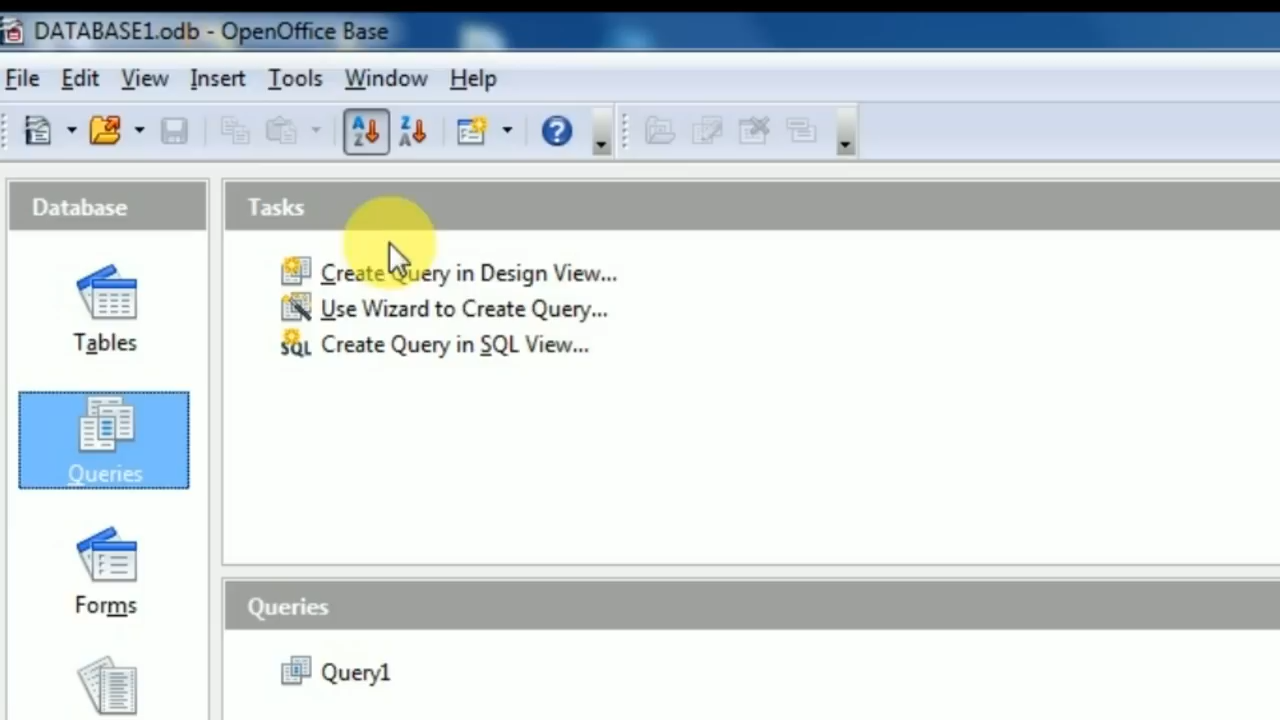 DATABASE1.odb - OpenOffice Base
File Edit View Insert Tools Window Help
Database
Tables
Queries
Forms
Tasks
Create Query in Design View...
Use Wizard to Create Query...
SQL Create Query in SQL View...
Queries
Query1